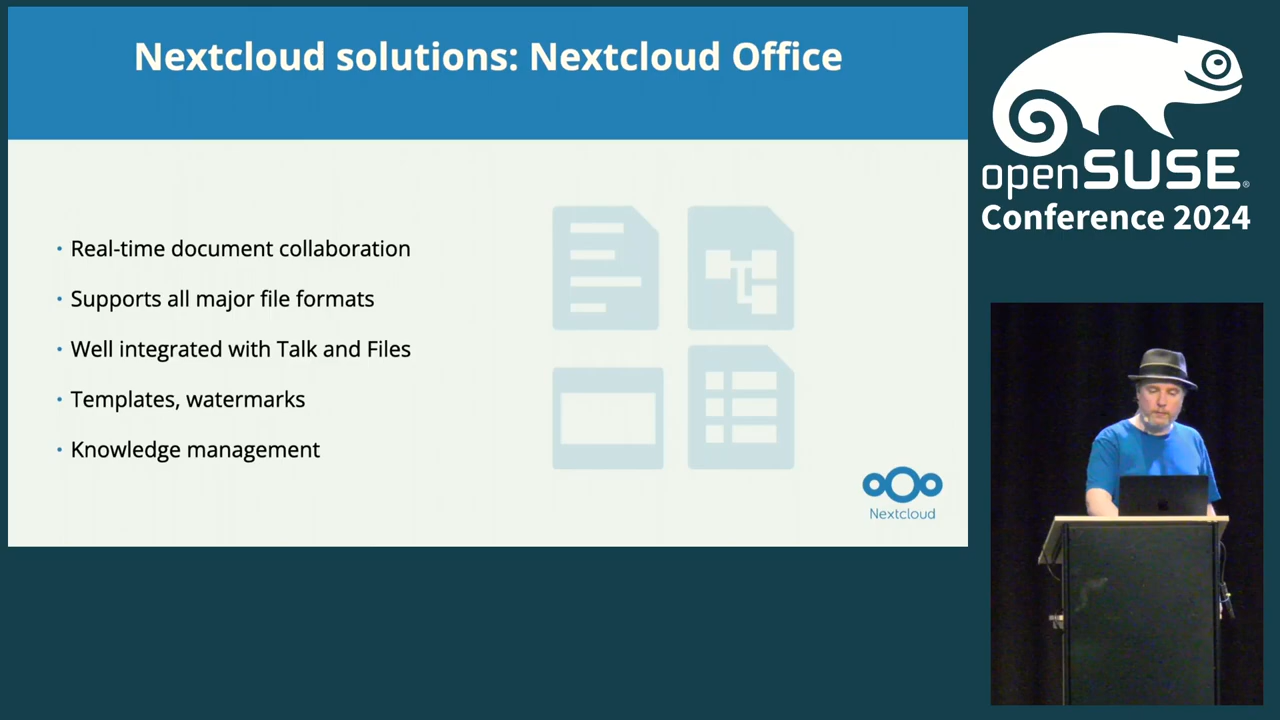 Nextcloud solutions: Nextcloud Office
• Real-time document collaboration
• Supports all major file formats
• Well integrated with Talk and Files
• Templates, watermarks
• Knowledge management
Nextcloud
openSUSE®
Conference 2024